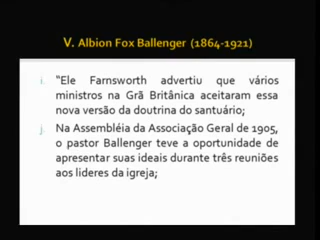 V. Albion Fox Ballenger (1864-1921)
i. "Ele Farnsworth advertiu que vários
ministros na Grã Britânica aceitaram essa
nova versão da doutrina do santuário;
j. Na Assembléia da Associação Geral de 1905,
o pastor Ballenger teve a oportunidade de
apresentar suas ideais durante três reuniões
aos lideres da igreja;